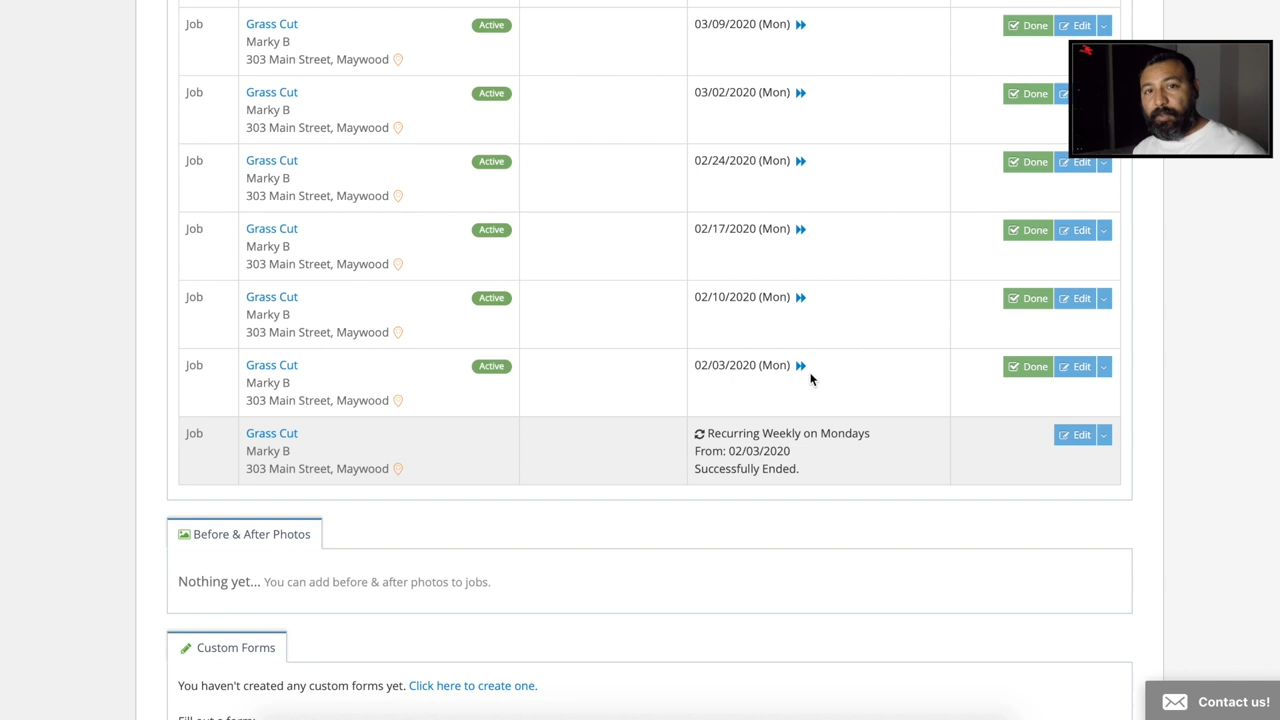 Job
Grass Cut
Active
03/09/2020 (Mon)
Done
Edit
Marky B
303 Main Street, Maywood
Job
Grass Cut
Active
03/02/2020 (Mon)
Done
Marky B
303 Main Street, Maywood
Job
Grass Cut
Active
02/24/2020 (Mon)
Done
Edit
Marky B
303 Main Street, Maywood
Job
Grass Cut
Active
02/17/2020 (Mon)
Done
Edit
Marky B
303 Main Street, Maywood
Job
Grass Cut
Active
02/10/2020 (Mon)
Done
Edit
Marky B
303 Main Street, Maywood
Job
Grass Cut
Active
02/03/2020 (Mon)
Done
Edit
Marky B
303 Main Street, Maywood
Job
Grass Cut
Recurring Weekly on Mondays
Edit
Marky B
From: 02/03/2020
303 Main Street, Maywood
Successfully Ended.
Before & After Photos
Nothing yet... You can add before & after photos to jobs.
Custom Forms
You haven't created any custom forms yet. Click here to create one.
Fill out a form:
Contact us!